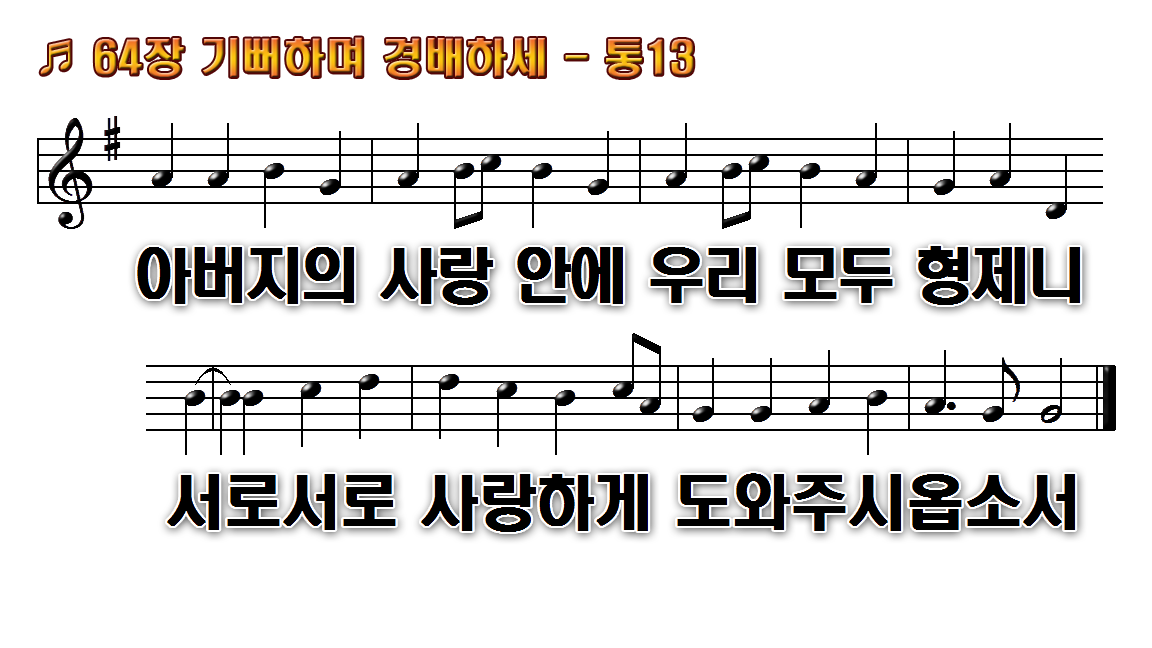 64장 기뻐하며 경배하세 - 통13
아버지의 사랑 안에 우리 모두 형제니
서로서로 사랑하게 도와주시옵소서